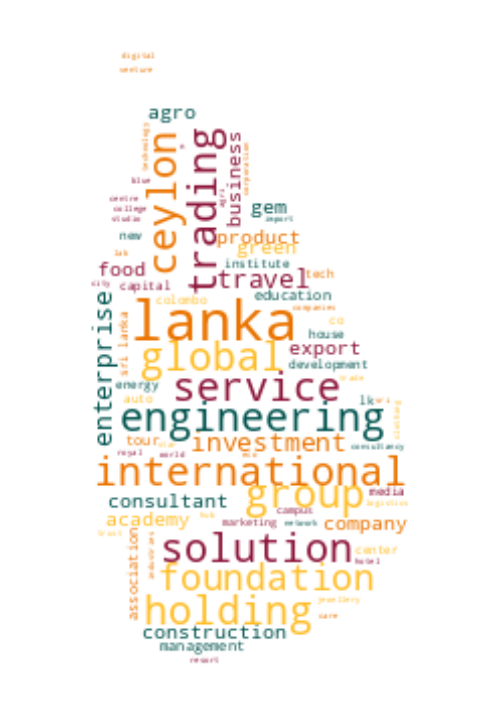 digital
venture
agro
technology
ceylon
trading
business
corporation
blue
agri
centre
college
studio
gem
import
new
product
green
lab
institute
food
travel
tech
city
capital
education
colombo
companies
enterprise
sri lanka
lanka
co
house
global
export
development
energy
service
trade
auto
lk
engineering
clothing
tour
investment
consultancy
royal
world
international
group
media
consultant
logistics
campus
academy
hub
marketing
network
company
trust
association
industries
solution
center
hotel
foundation
holding
jewellery
care
construction
management
resort